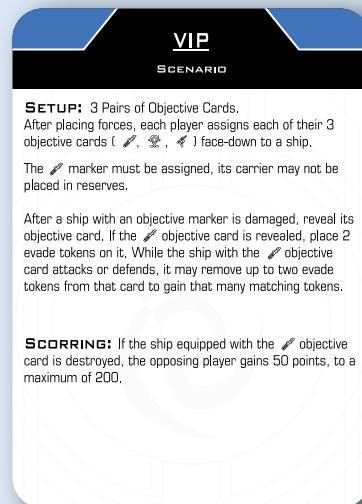 VIP
SCENARIO
SETUP: 3 Pairs of Objective Cards.
After placing forces, each player assigns each of their 3
objective cards ( , , ) face-down to a ship.
The marker must be assigned, its carrier may not be
placed in reserves.
After a ship with an objective marker is damaged, reveal its
objective card. If the objective card is revealed, place 2
evade tokens on it. While the ship with the objective
card attacks or defends, it may remove up to two evade
tokens from that card to gain that many matching tokens.
SCORRING: If the ship equipped with the objective
card is destroyed, the opposing player gains 50 points, to a
maximum of 200.